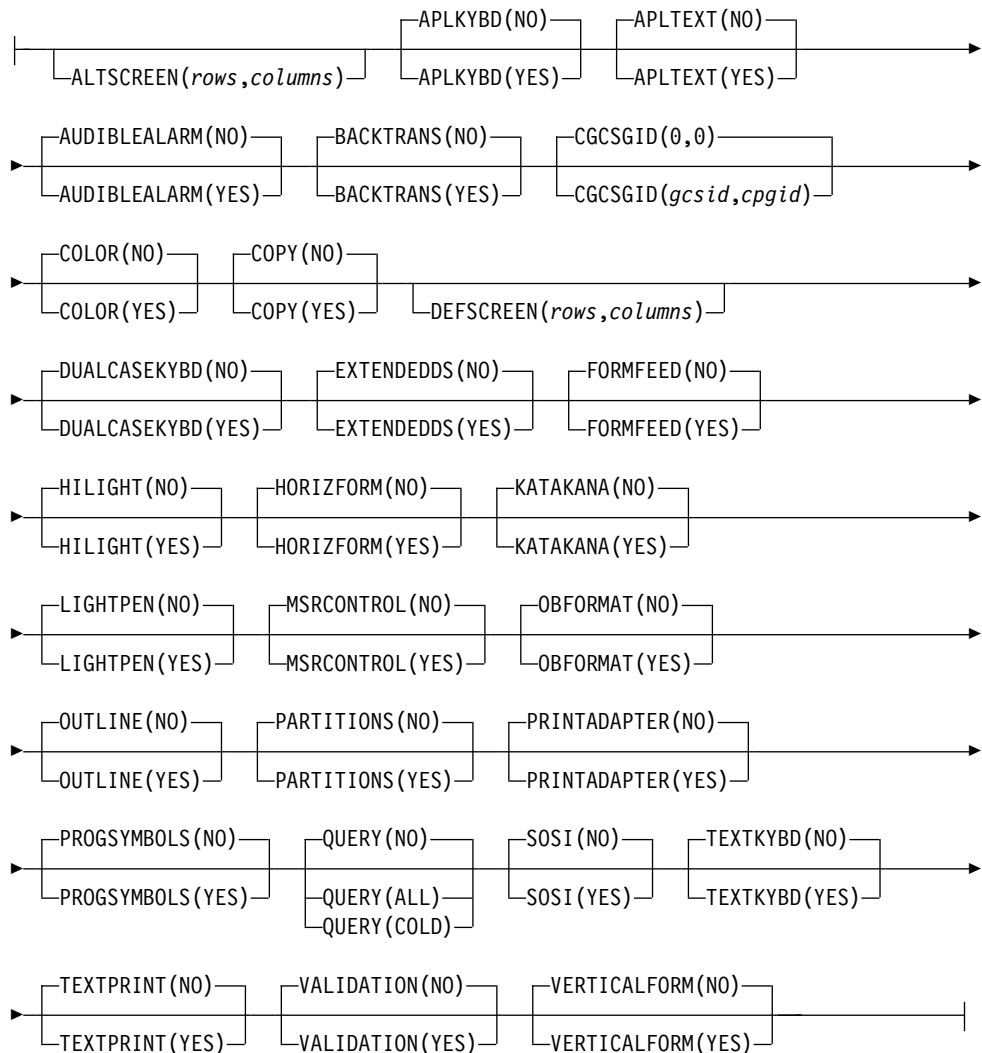 APLKYBD(NO) APLTEXT(NO)
ALTSCREEN(rows,columns) APLKYBD(YES) APLTEXT(YES)
AUDIBLEALARM(NO) BACKTRANS(NO) CGCSGID(0,0)
AUDIBLEALARM(YES) BACKTRANS(YES) CGCSGID(gcsid,cpgid)
COLOR(NO) COPY(NO)
COLOR(YES) COPY(YES) DEFSCREEN(rows,columns)
DUALCASEKYBD(NO) EXTENDEDDS(NO) FORMFEED(NO)
DUALCASEKYBD(YES) EXTENDEDDS(YES) FORMFEED(YES)
HILIGHT(NO) HORIZFORM(NO) KATAKANA(NO)
HILIGHT(YES) HORIZFORM(YES) KATAKANA(YES)
LIGHTPEN(NO) MSRCONTROL(NO) OBFORMAT(NO)
LIGHTPEN(YES) MSRCONTROL(YES) OBFORMAT(YES)
OUTLINE(NO) PARTITIONS(NO) PRINTADAPTER(NO)
OUTLINE(YES) PARTITIONS(YES) PRINTADAPTER(YES)
PROGSYMBOLS(NO) QUERY(NO) SOSI(NO) TEXTKYBD(NO)
PROGSYMBOLS(YES) QUERY(ALL) SOSI(YES) TEXTKYBD(YES)
QUERY(COLD)
TEXTPRINT(NO) VALIDATION(NO) VERTICALFORM(NO)
TEXTPRINT(YES) VALIDATION(YES) VERTICALFORM(YES)